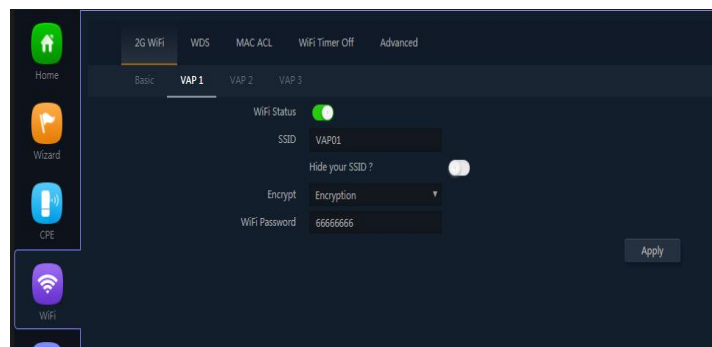 2G WiFi WDS MAC ACL WiFi Timer Off Advanced
Home
Basic VAP 1 VAP 2 VAP 3
WiFi Status
SSID VAP01
Wizard
Hide your SSID ?
Encrypt Encryption
WiFi Password 66666666
CPE
Apply
WiFi